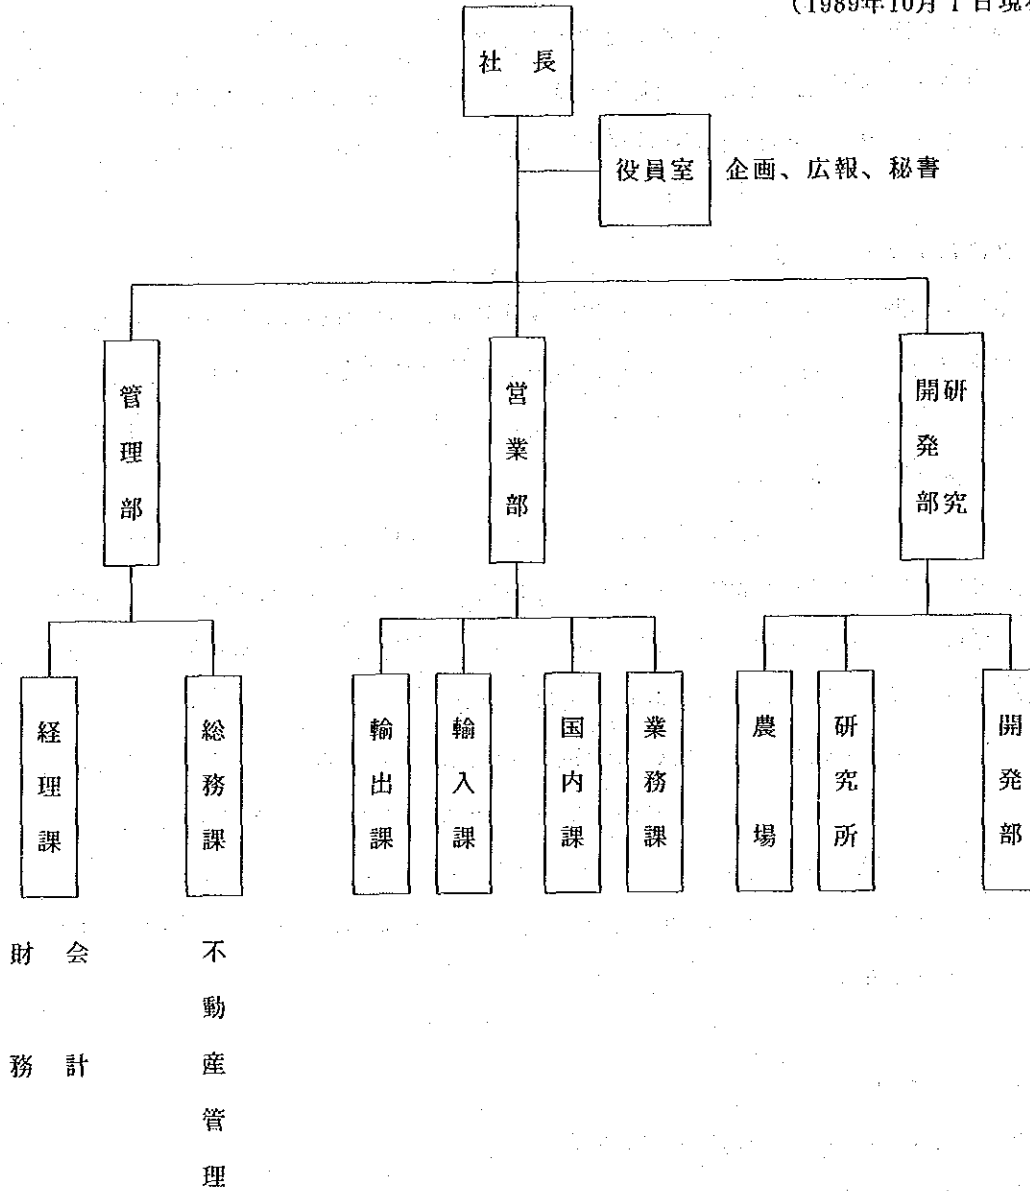 (1989年10月1日現
社長
役員室
企画、広報、秘書
管理部
営業部
研究
開発部
経理課
総務課
輸出課
輸入課
国内課
業務課
農場
研究所
開発部
会計
財務
不動産管理